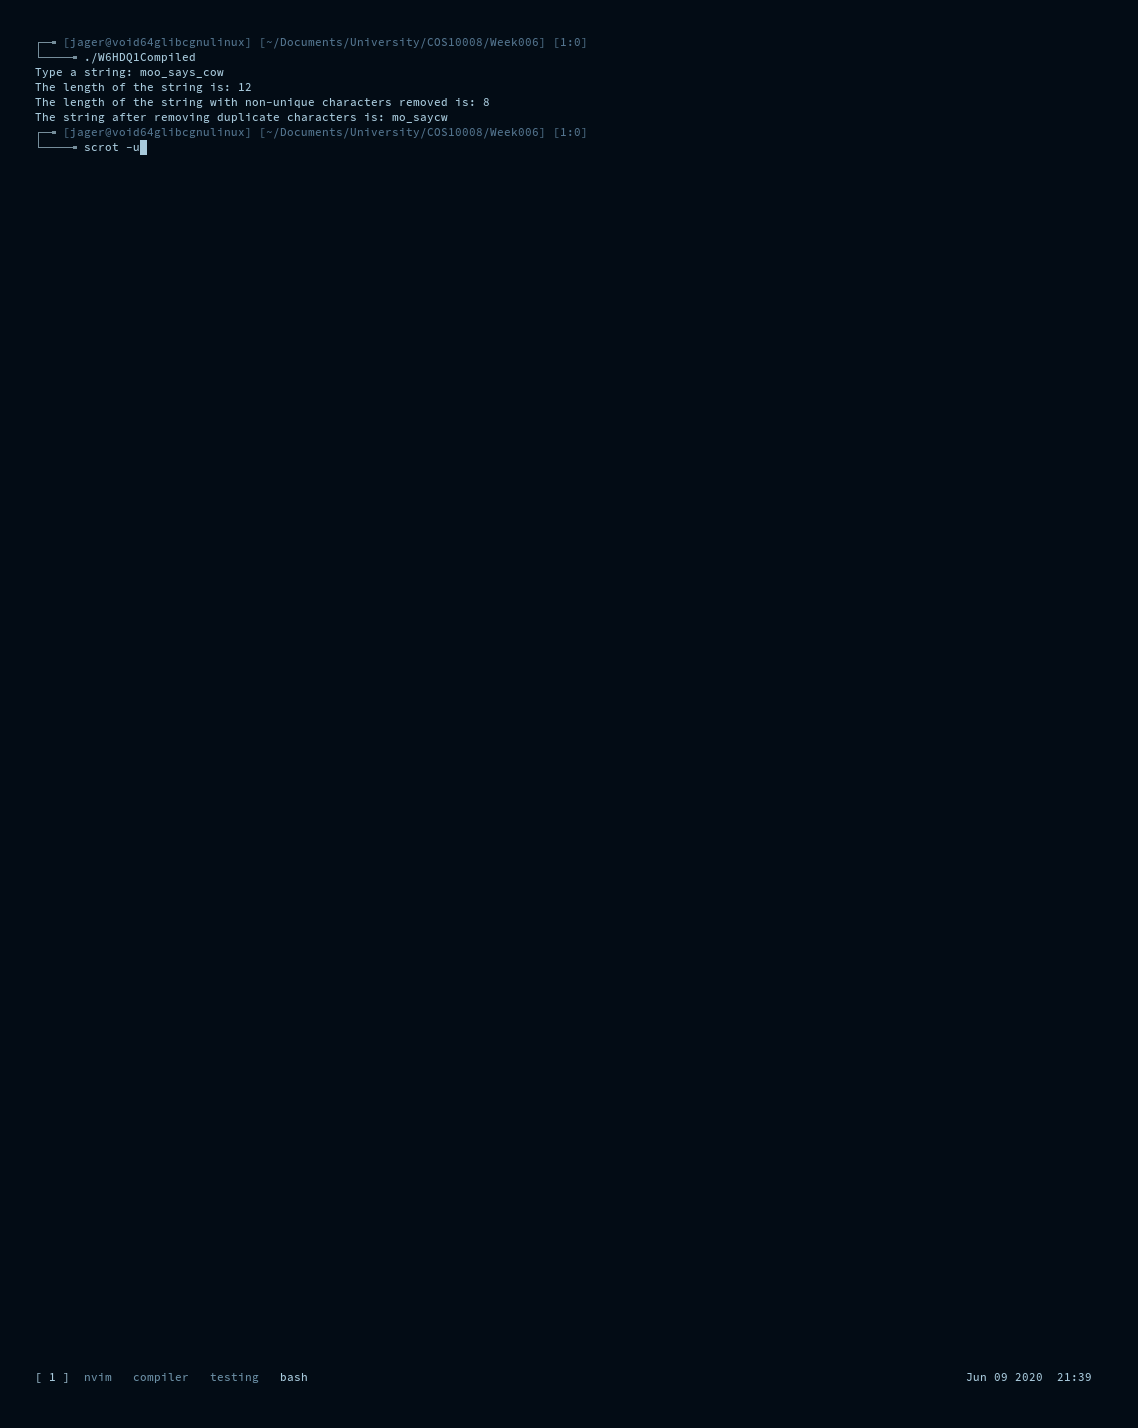 ┌─╼ [jager@void64glibcgnulinux] [~/Documents/University/COS10008/Week006] [1:0]
└────╼ ./W6HDQ1Compiled
Type a string: moo_says_cow
The length of the string is: 12
The length of the string with non-unique characters removed is: 8
The string after removing duplicate characters is: mo_saycw
┌─╼ [jager@void64glibcgnulinux] [~/Documents/University/COS10008/Week006] [1:0]
└────╼ scrot -u
[ 1 ]  nvim   compiler   testing   bash   Jun 09 2020  21:39